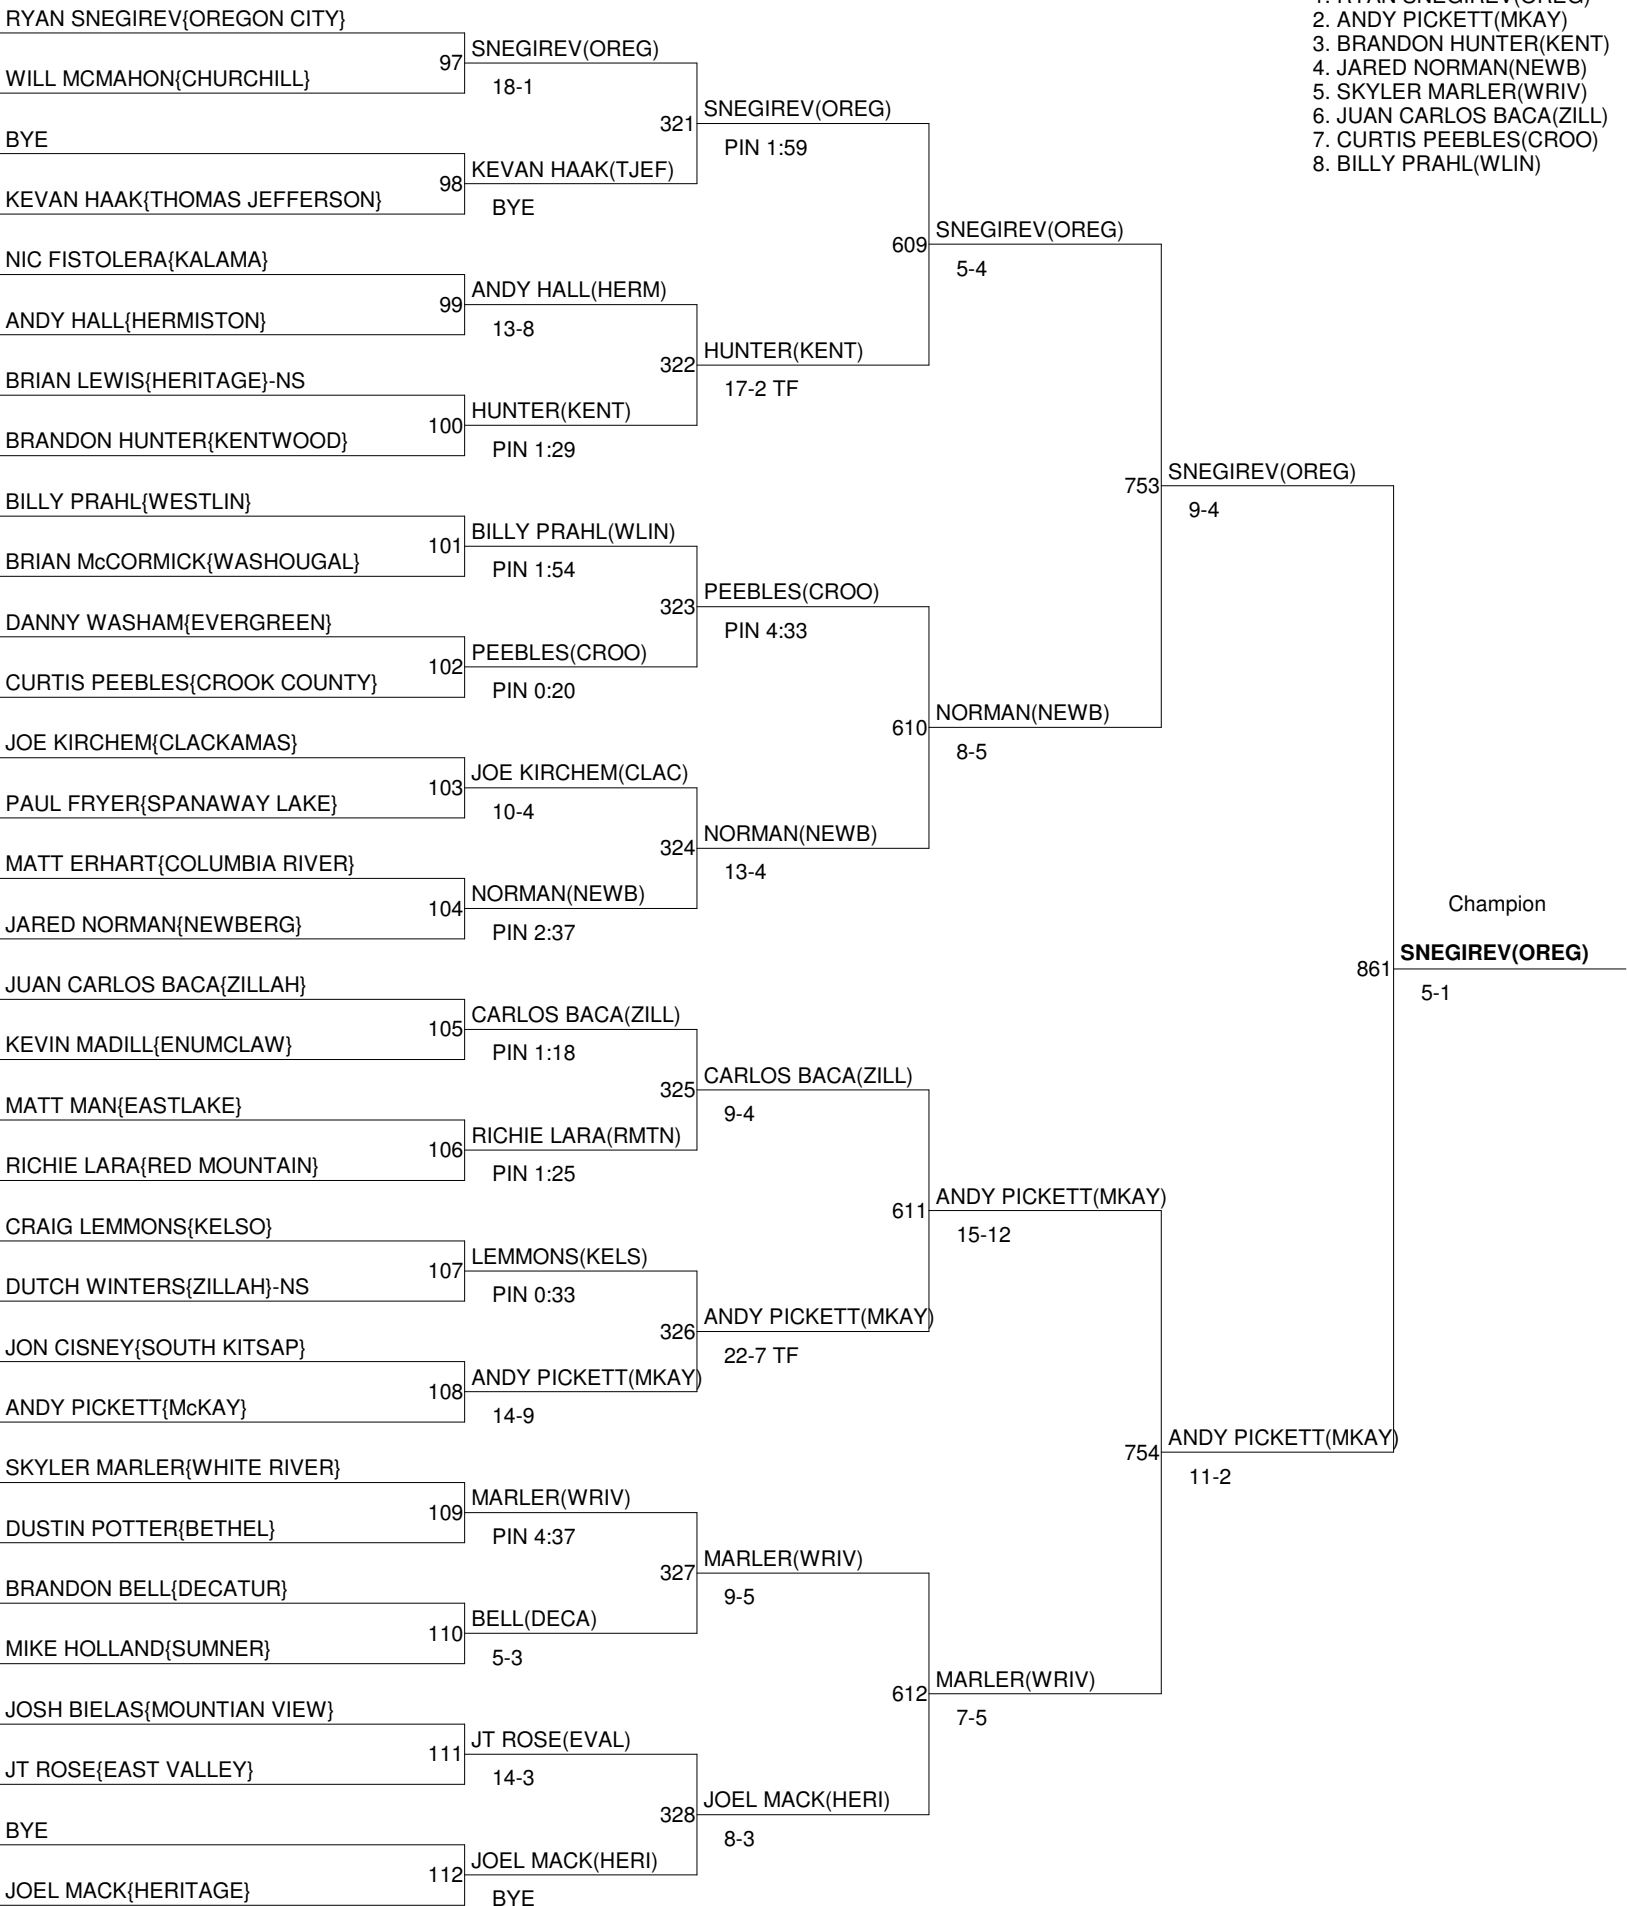 RYAN SNEGIREV{OREGON CITY}
WILL MCMAHON{CHURCHILL}
BYE
KEVAN HAAK{THOMAS JEFFERSON}
NIC FISTOLERA{KALAMA}
ANDY HALL{HERMISTON}
BRIAN LEWIS{HERITAGE}-NS
BRANDON HUNTER{KENTWOOD}
BILLY PRAHL{WESTLIN}
BRIAN McCORMICK{WASHOUGAL}
DANNY WASHAM{EVERGREEN}
CURTIS PEEBLES{CROOK COUNTY}
JOE KIRCHEM{CLACKAMAS}
PAUL FRYER{SPANAWAY LAKE}
MATT ERHART{COLUMBIA RIVER}
JARED NORMAN{NEWBERG}
JUAN CARLOS BACA{ZILLAH}
KEVIN MADILL{ENUMCLAW}
MATT MAN{EASTLAKE}
RICHIE LARA{RED MOUNTAIN}
CRAIG LEMMONS{KELSO}
DUTCH WINTERS{ZILLAH}-NS
JON CISNEY{SOUTH KITSAP}
ANDY PICKETT{McKAY}
SKYLER MARLER{WHITE RIVER}
DUSTIN POTTER{BETHEL}
BRANDON BELL{DECATUR}
MIKE HOLLAND{SUMNER}
JOSH BIELAS{MOUNTIAN VIEW}
JT ROSE{EAST VALLEY}
BYE
JOEL MACK{HERITAGE}
97 SNEGIREV(OREG)
18-1
98 KEVAN HAAK(TJEF)
BYE
99 ANDY HALL(HERM)
13-8
100 HUNTER(KENT)
PIN 1:29
101 BILLY PRAHL(WLIN)
PIN 1:54
102 PEEBLES(CROO)
PIN 0:20
103 JOE KIRCHEM(CLAC)
10-4
104 NORMAN(NEWB)
PIN 2:37
105 CARLOS BACA(ZILL)
PIN 1:18
106 RICHIE LARA(RMTN)
PIN 1:25
107 LEMMONS(KELS)
PIN 0:33
108 ANDY PICKETT(MKAY)
14-9
109 MARLER(WRIV)
PIN 4:37
110 BELL(DECA)
5-3
111 JT ROSE(EVAL)
14-3
112 JOEL MACK(HERI)
BYE
321 SNEGIREV(OREG)
PIN 1:59
322 HUNTER(KENT)
17-2 TF
323 PEEBLES(CROO)
PIN 4:33
324 NORMAN(NEWB)
13-4
325 CARLOS BACA(ZILL)
9-4
326 ANDY PICKETT(MKAY)
22-7 TF
327 MARLER(WRIV)
9-5
328 JOEL MACK(HERI)
8-3
609 SNEGIREV(OREG)
5-4
610 NORMAN(NEWB)
8-5
611 ANDY PICKETT(MKAY)
15-12
612 MARLER(WRIV)
7-5
753 SNEGIREV(OREG)
9-4
754 ANDY PICKETT(MKAY)
11-2
Champion
861 SNEGIREV(OREG)
5-1
1. RYAN SNEGIREV(OREG)
2. ANDY PICKETT(MKAY)
3. BRANDON HUNTER(KENT)
4. JARED NORMAN(NEWB)
5. SKYLER MARLER(WRIV)
6. JUAN CARLOS BACA(ZILL)
7. CURTIS PEEBLES(CROO)
8. BILLY PRAHL(WLIN)